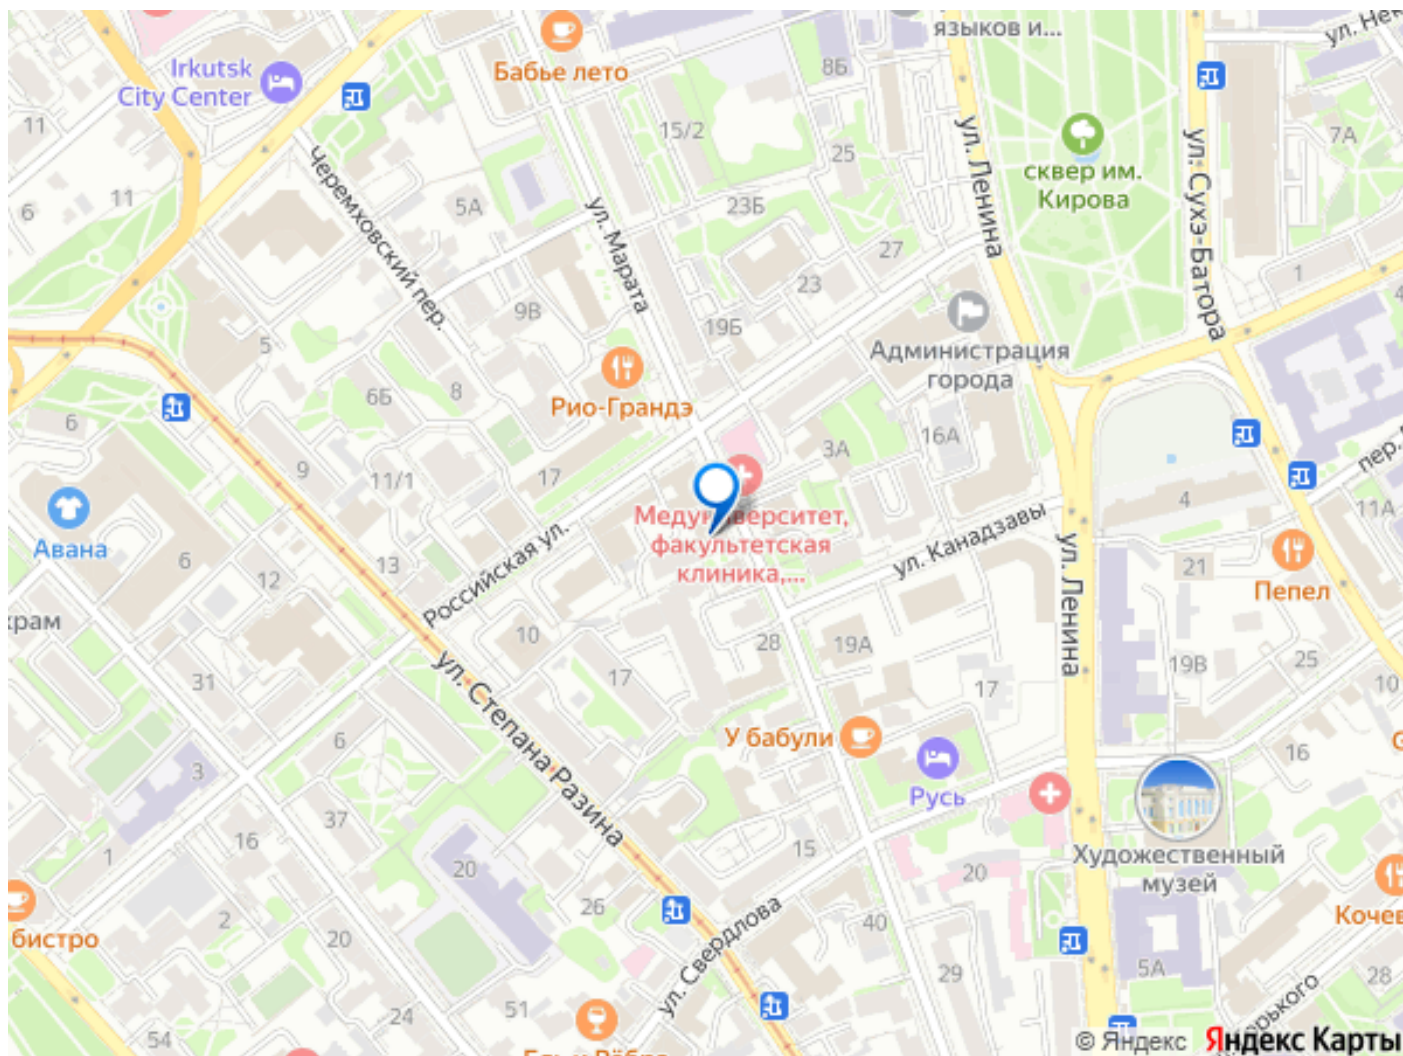 языков и...
Бабье лето
8Б
Irkutsk
City Center
11
15/2
25
7А
ул. Ленина
ул. Сухэ-Батора
сквер им.
Кирова
Черемховский пер.
5А
11
6
23Б
ул. Марата
27
23
1
9В
19Б
5
Администрация
города
Рио-Грандэ
8
6Б
6
3А
16А
9
11/1
17
4
11А
пер.
Медуниверситет,
факультетская
клиника,...
Авана
Российская ул.
ул. Канадзавы
ул. Ленина
6
12
13
21
Пепел
храм
10
28
19А
31
17
17
19В
25
10
ул. Степана Разина
У бабули
Русь
6
3
16
37
16
1
15
20
20
Художественный
музей
2
26
40
бистро
20
ул. Свердлова
29
5А
Кочев
28
51
24
54
© Яндекс
Яндекс Карты